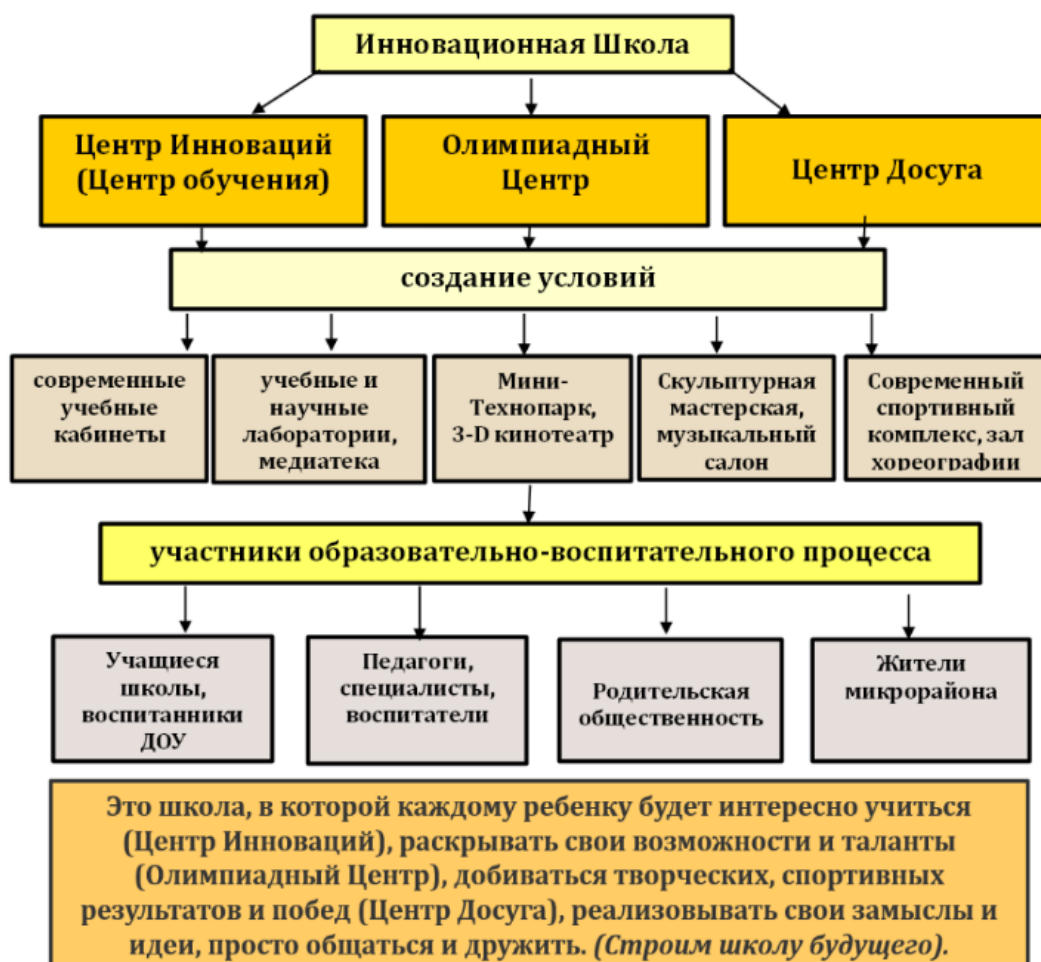 Инновационная Школа
Центр Инноваций
(Центр обучения)
Олимпиадный
Центр
Центр Досуга
создание условий
современные
учебные
кабинеты
учебные и
научные
лаборатории,
медиатека
Мини-
Технопарк,
3-D кинотеатр
Скульптурная
мастерская,
музыкальный
салон
Современный
спортивный
комплекс, зал
хореографии
участники образовательно-воспитательного процесса
Учащиеся
школы,
воспитанники
ДОУ
Педагоги,
специалисты,
воспитатели
Родительская
общественность
Жители
микрорайона
Это школа, в которой каждому ребенку будет интересно учиться
(Центр Инноваций), раскрывать свои возможности и таланты
(Олимпиадный Центр), добиваться творческих, спортивных
результатов и побед (Центр Досуга), реализовывать свои замыслы и
идеи, просто общаться и дружить. (Строим школу будущего).